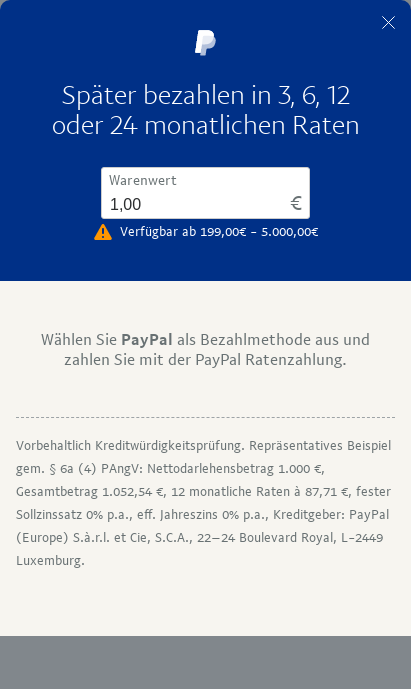 Später bezahlen in 3, 6, 12
oder 24 monatlichen Raten
Warenwert
1,00 €
Verfügbar ab 199,00€ - 5.000,00€
Wählen Sie PayPal als Bezahlmethode aus und
zahlen Sie mit der PayPal Ratenzahlung.
Vorbehaltlich Kreditwürdigkeitsprüfung. Repräsentatives Beispiel
gem. § 6a (4) PAngV: Nettodarlehensbetrag 1.000 €,
Gesamtbetrag 1.052,54 €, 12 monatliche Raten à 87,71 €, fester
Sollzinssatz 0% p.a., eff. Jahreszins 0% p.a., Kreditgeber: PayPal
(Europe) S.à.r.l. et Cie, S.C.A., 22–24 Boulevard Royal, L-2449
Luxemburg.